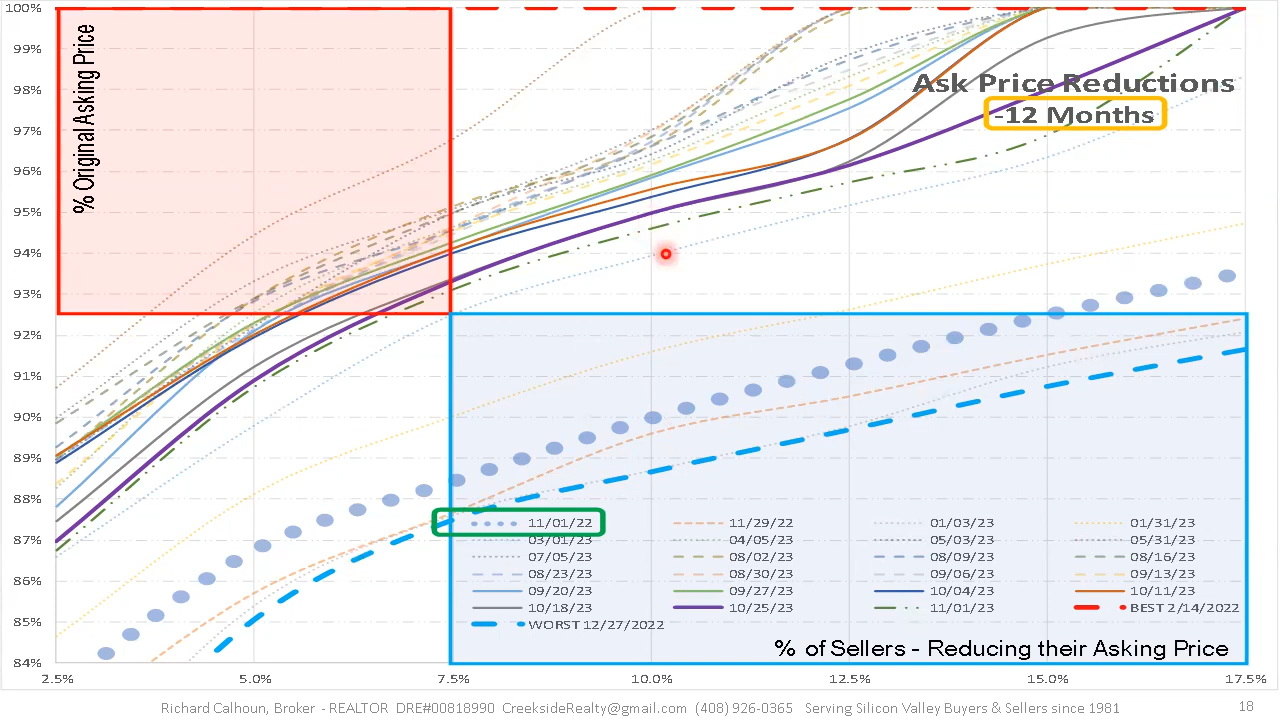 100%
99%
98%
97%
96%
95%
94%
93%
92%
91%
90%
89%
88%
87%
86%
85%
84%
% Original Asking Price
Ask Price Reductions
-12 Months
11/01/22 11/29/22 01/03/23 01/31/23
03/01/23 04/05/23 05/03/23 05/31/23
07/05/23 08/02/23 08/09/23 08/16/23
08/23/23 08/30/23 09/06/23 09/13/23
09/20/23 09/27/23 10/04/23 10/11/23
10/18/23 10/25/23 11/01/23 BEST 2/14/2022
WORST 12/27/2022
% of Sellers - Reducing their Asking Price
2.5% 5.0% 7.5% 10.0% 12.5% 15.0% 17.5%
Richard Calhoun, Broker - REALTOR DRE#00818990 CreeksideRealty@gmail.com (408) 926-0365 Serving Silicon Valley Buyers & Sellers since 1981 18